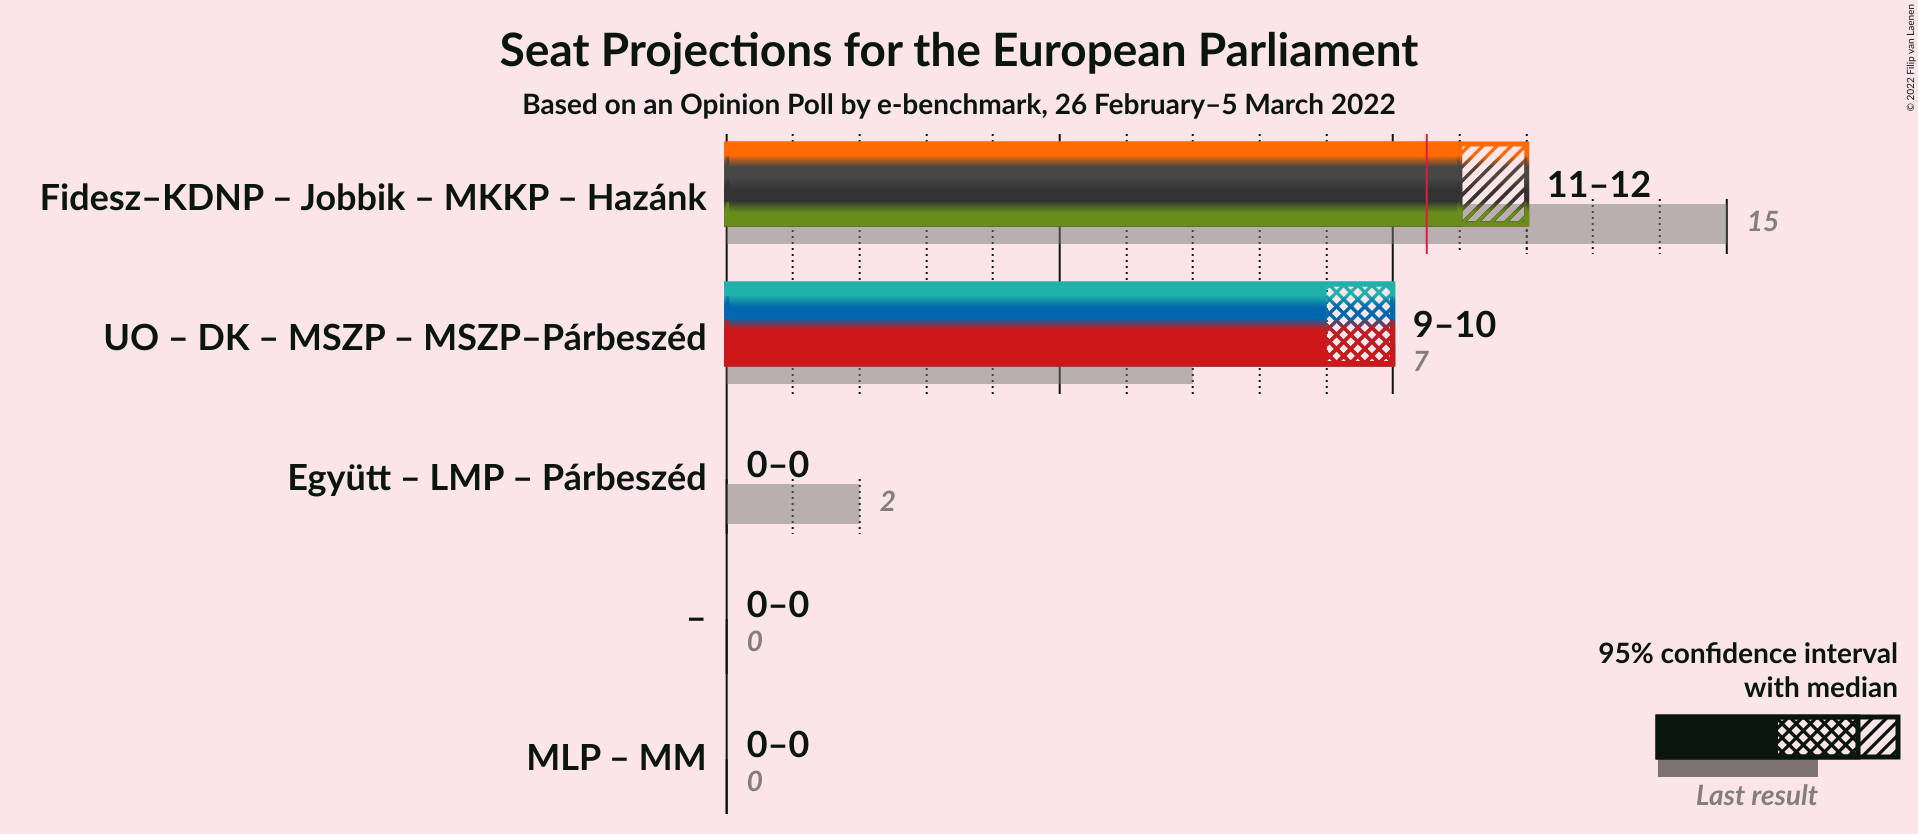 Seat Projections for the European Parliament
Based on an Opinion Poll by e-benchmark, 26 February–5 March 2022
© 2022 Filip van Laenen
Fidesz–KDNP – Jobbik – MKKP – Hazánk
11–12
15
UO – DK – MSZP – MSZP–Párbeszéd
9–10
7
Együtt – LMP – Párbeszéd
0–0
2
–
0–0
0
MLP – MM
0–0
0
95% confidence interval
with median
Last result